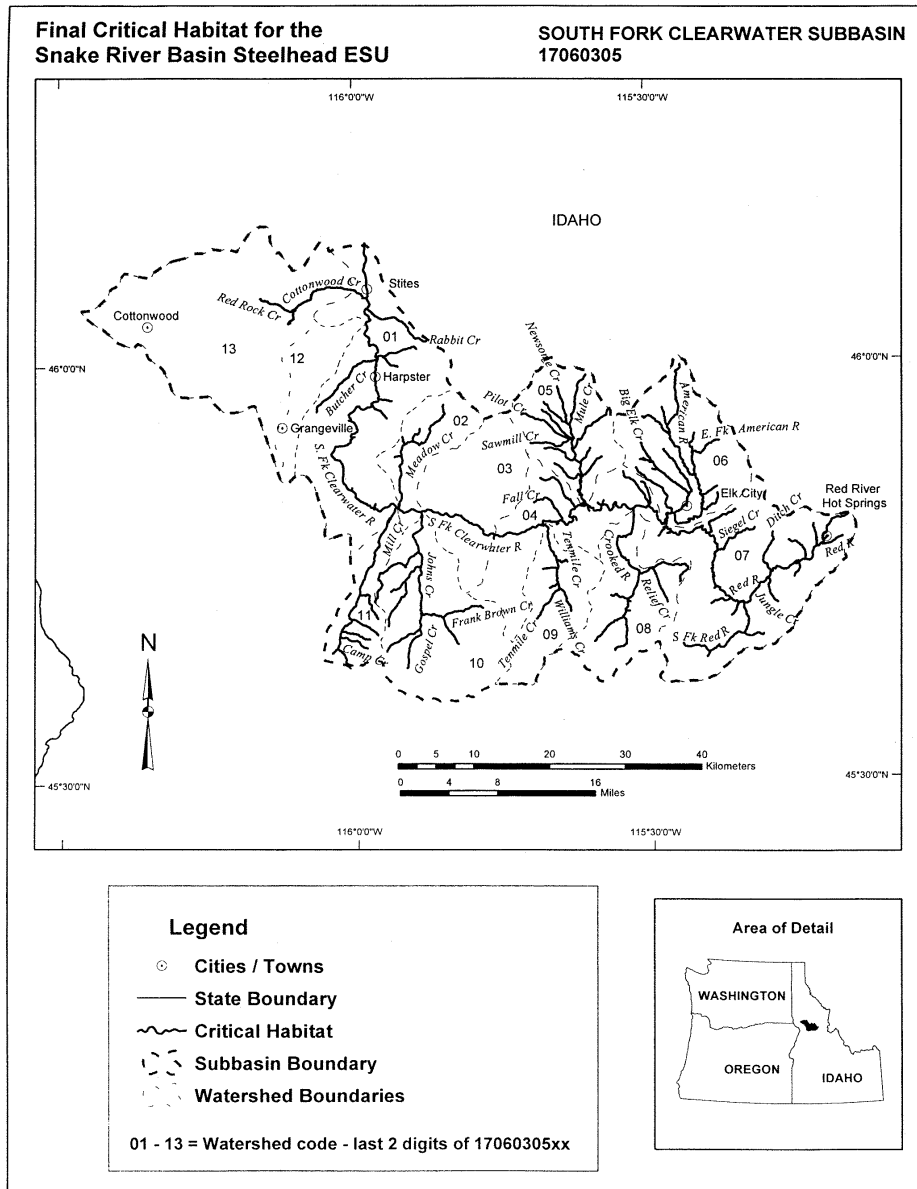 Final Critical Habitat for the
Snake River Basin Steelhead ESU
SOUTH FORK CLEARWATER SUBBASIN
17060305
116°0'0"W
115°30'0"W
IDAHO
Cottonwood Cr
Stites
Red Rock Cr
Cottonwood
01
Rabbit Cr
13
12
46°0'0"N
46°0'0"N
Butcher Cr
Harpster
Newsome Cr
05
Mule Cr
Pilot Cr
Big Elk Cr
American R
E. Fk American R
Grangeville
02
Meadow Cr
Sawmill Cr
03
06
S. Fk Clearwater R
Fall Cr
04
Elk City
Red River
Hot Springs
Siegel Cr
Ditch Cr
Mill Cr
S Fk Clearwater R
Johns Cr
Tenmile Cr
Crooked R
07
Red R
Red R
Relief Cr
Jungle Cr
11
Frank Brown Cr
Williams Cr
S Fk Red R
Camp Cr
Gospel Cr
10
Tenmile Cr
09
08
N
0 5 10 20 30 40
Kilometers
0 4 8 16
Miles
45°30'0"N
45°30'0"N
116°0'0"W
115°30'0"W
Legend
Cities / Towns
State Boundary
Critical Habitat
Subbasin Boundary
Watershed Boundaries
01 - 13 = Watershed code - last 2 digits of 17060305xx
Area of Detail
WASHINGTON
OREGON
IDAHO